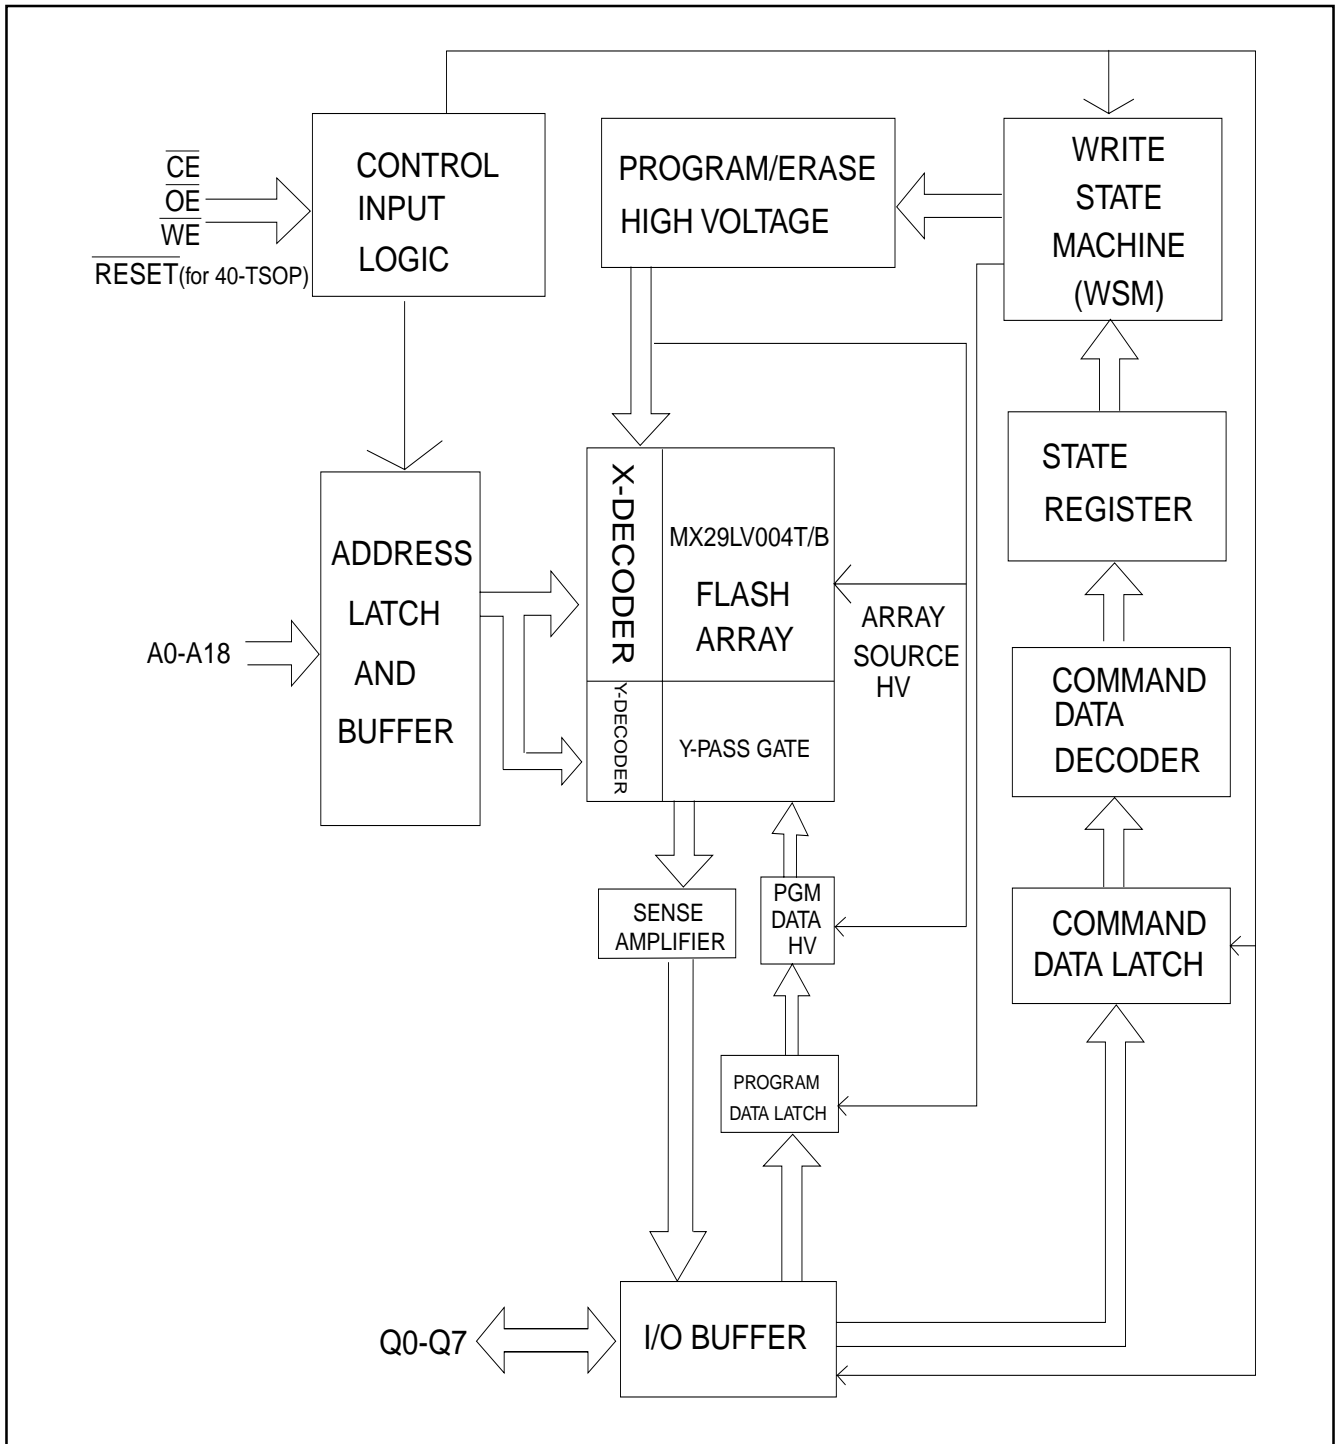 CE
OE
WE
RESET(for 40-TSOP)
CONTROL
INPUT
LOGIC
PROGRAM/ERASE
HIGH VOLTAGE
WRITE
STATE
MACHINE
(WSM)
STATE
REGISTER
A0-A18
ADDRESS
LATCH
AND
BUFFER
X-DECODER
MX29LV004T/B
FLASH
ARRAY
Y-DECODER
Y-PASS GATE
ARRAY
SOURCE
HV
COMMAND
DATA
DECODER
SENSE
AMPLIFIER
PGM
DATA
HV
COMMAND
DATA LATCH
PROGRAM
DATA LATCH
Q0-Q7
I/O BUFFER